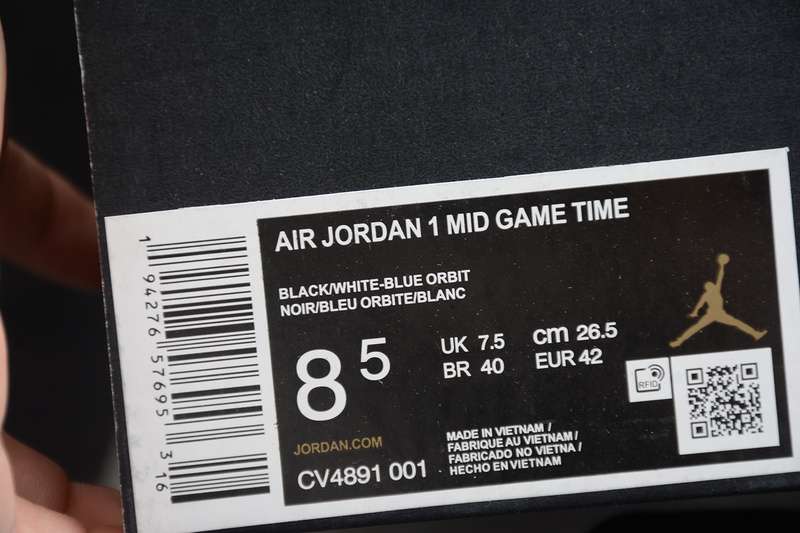 AIR JORDAN 1 MID GAME TIME
BLACK/WHITE-BLUE ORBIT
NOIR/BLEU ORBITE/BLANC
8 5
UK 7.5 cm 26.5
BR 40 EUR 42
RFID
JORDAN.COM
CV4891 001
MADE IN VIETNAM /
FABRIQUE AU VIETNAM /
FABRICADO NO VIETNA /
HECHO EN VIETNAM
1 94276 57695 3 16